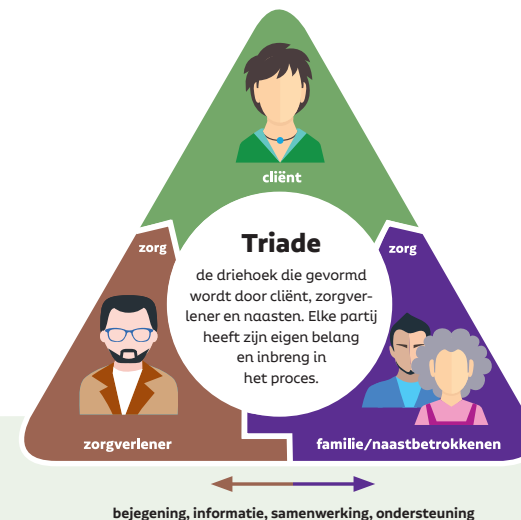 cliënt
zorg
zorg
Triade
de driehoek die gevormd
wordt door cliënt, zorgver-
lener en naasten. Elke partij
heeft zijn eigen belang
en inbreng in
het proces.
zorgverlener
familie/naastbetrokkenen
bejegening, informatie, samenwerking, ondersteuning